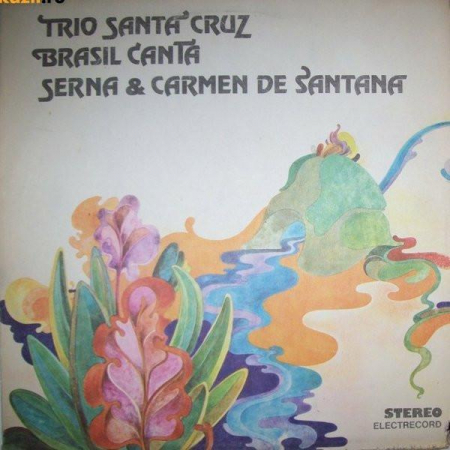 TRIO SANTA CRUZ
BRASIL CANTA
SERNA & CARMEN DE SANTANA
STEREO
ELECTRECORD